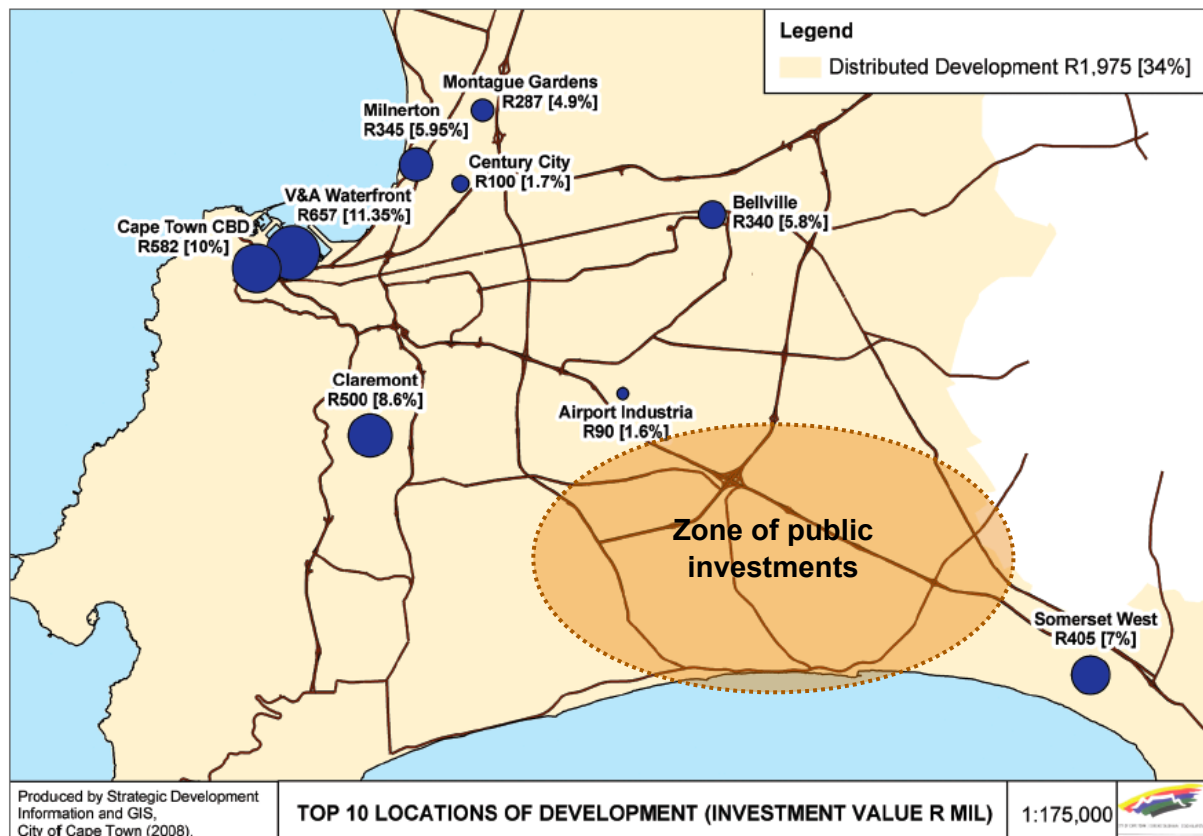 Legend
Distributed Development R1,975 [34%]
Montague Gardens
R287 [4.9%]
Milnerton
R345 [5.95%]
Century City
R100 [1.7%]
V&A Waterfront
R657 [11.35%]
Bellville
R340 [5.8%]
Cape Town CBD
R582 [10%]
Claremont
R500 [8.6%]
Airport Industria
R90 [1.6%]
Zone of public
investments
Somerset West
R405 [7%]
Produced by Strategic Development
Information and GIS,
City of Cape Town (2008).
TOP 10 LOCATIONS OF DEVELOPMENT (INVESTMENT VALUE R MIL)
1:175,000